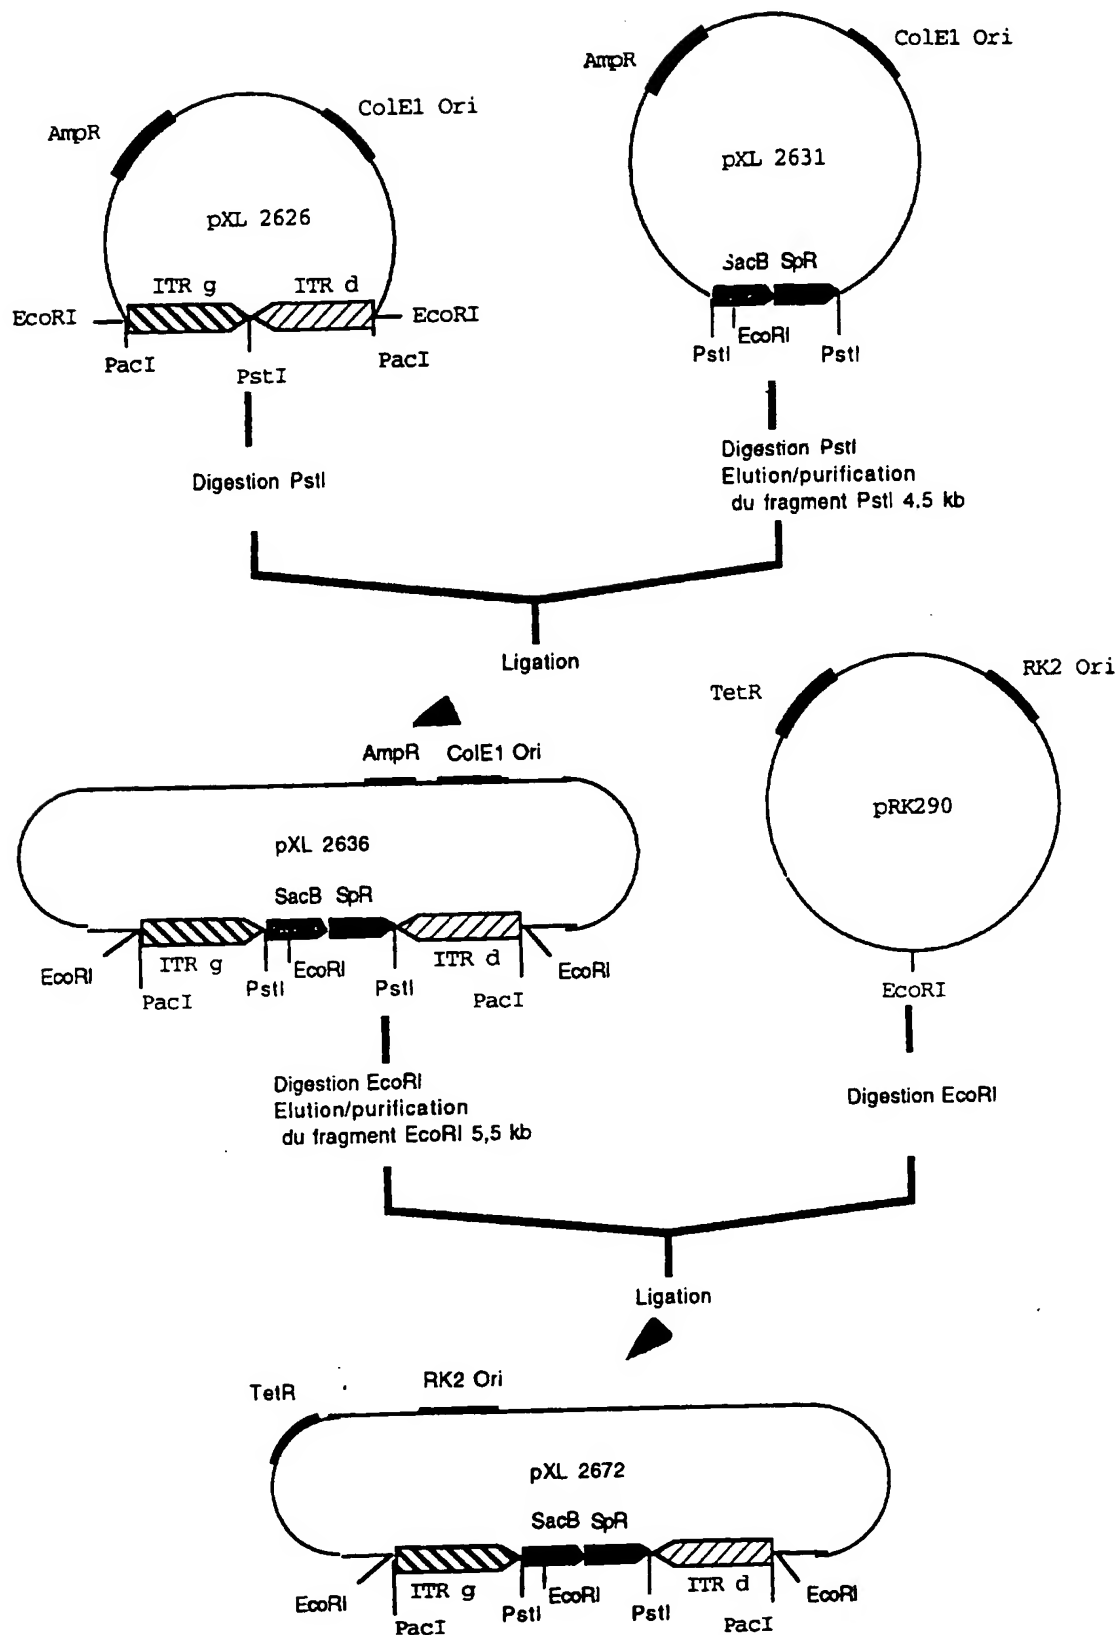 AmpR
ColE1 Ori
pXL 2626
ITR g
ITR d
EcoRI
EcoRI
PacI
PstI
PacI
Digestion PstI
AmpR
ColE1 Ori
pXL 2631
SacB SpR
EcoRI
PstI
PstI
Digestion PstI
Elution/purification
du fragment PstI 4.5 kb
Ligation
AmpR
ColE1 Ori
pXL 2636
SacB SpR
EcoRI
ITR g
EcoRI
ITR d
EcoRI
PacI
PstI
PstI
PacI
Digestion EcoRI
Elution/purification
du fragment EcoRI 5,5 kb
TetR
RK2 Ori
pRK290
EcoRI
Digestion EcoRI
Ligation
TetR
RK2 Ori
pXL 2672
SacB SpR
EcoRI
ITR g
EcoRI
ITR d
EcoRI
PacI
PstI
PstI
PacI